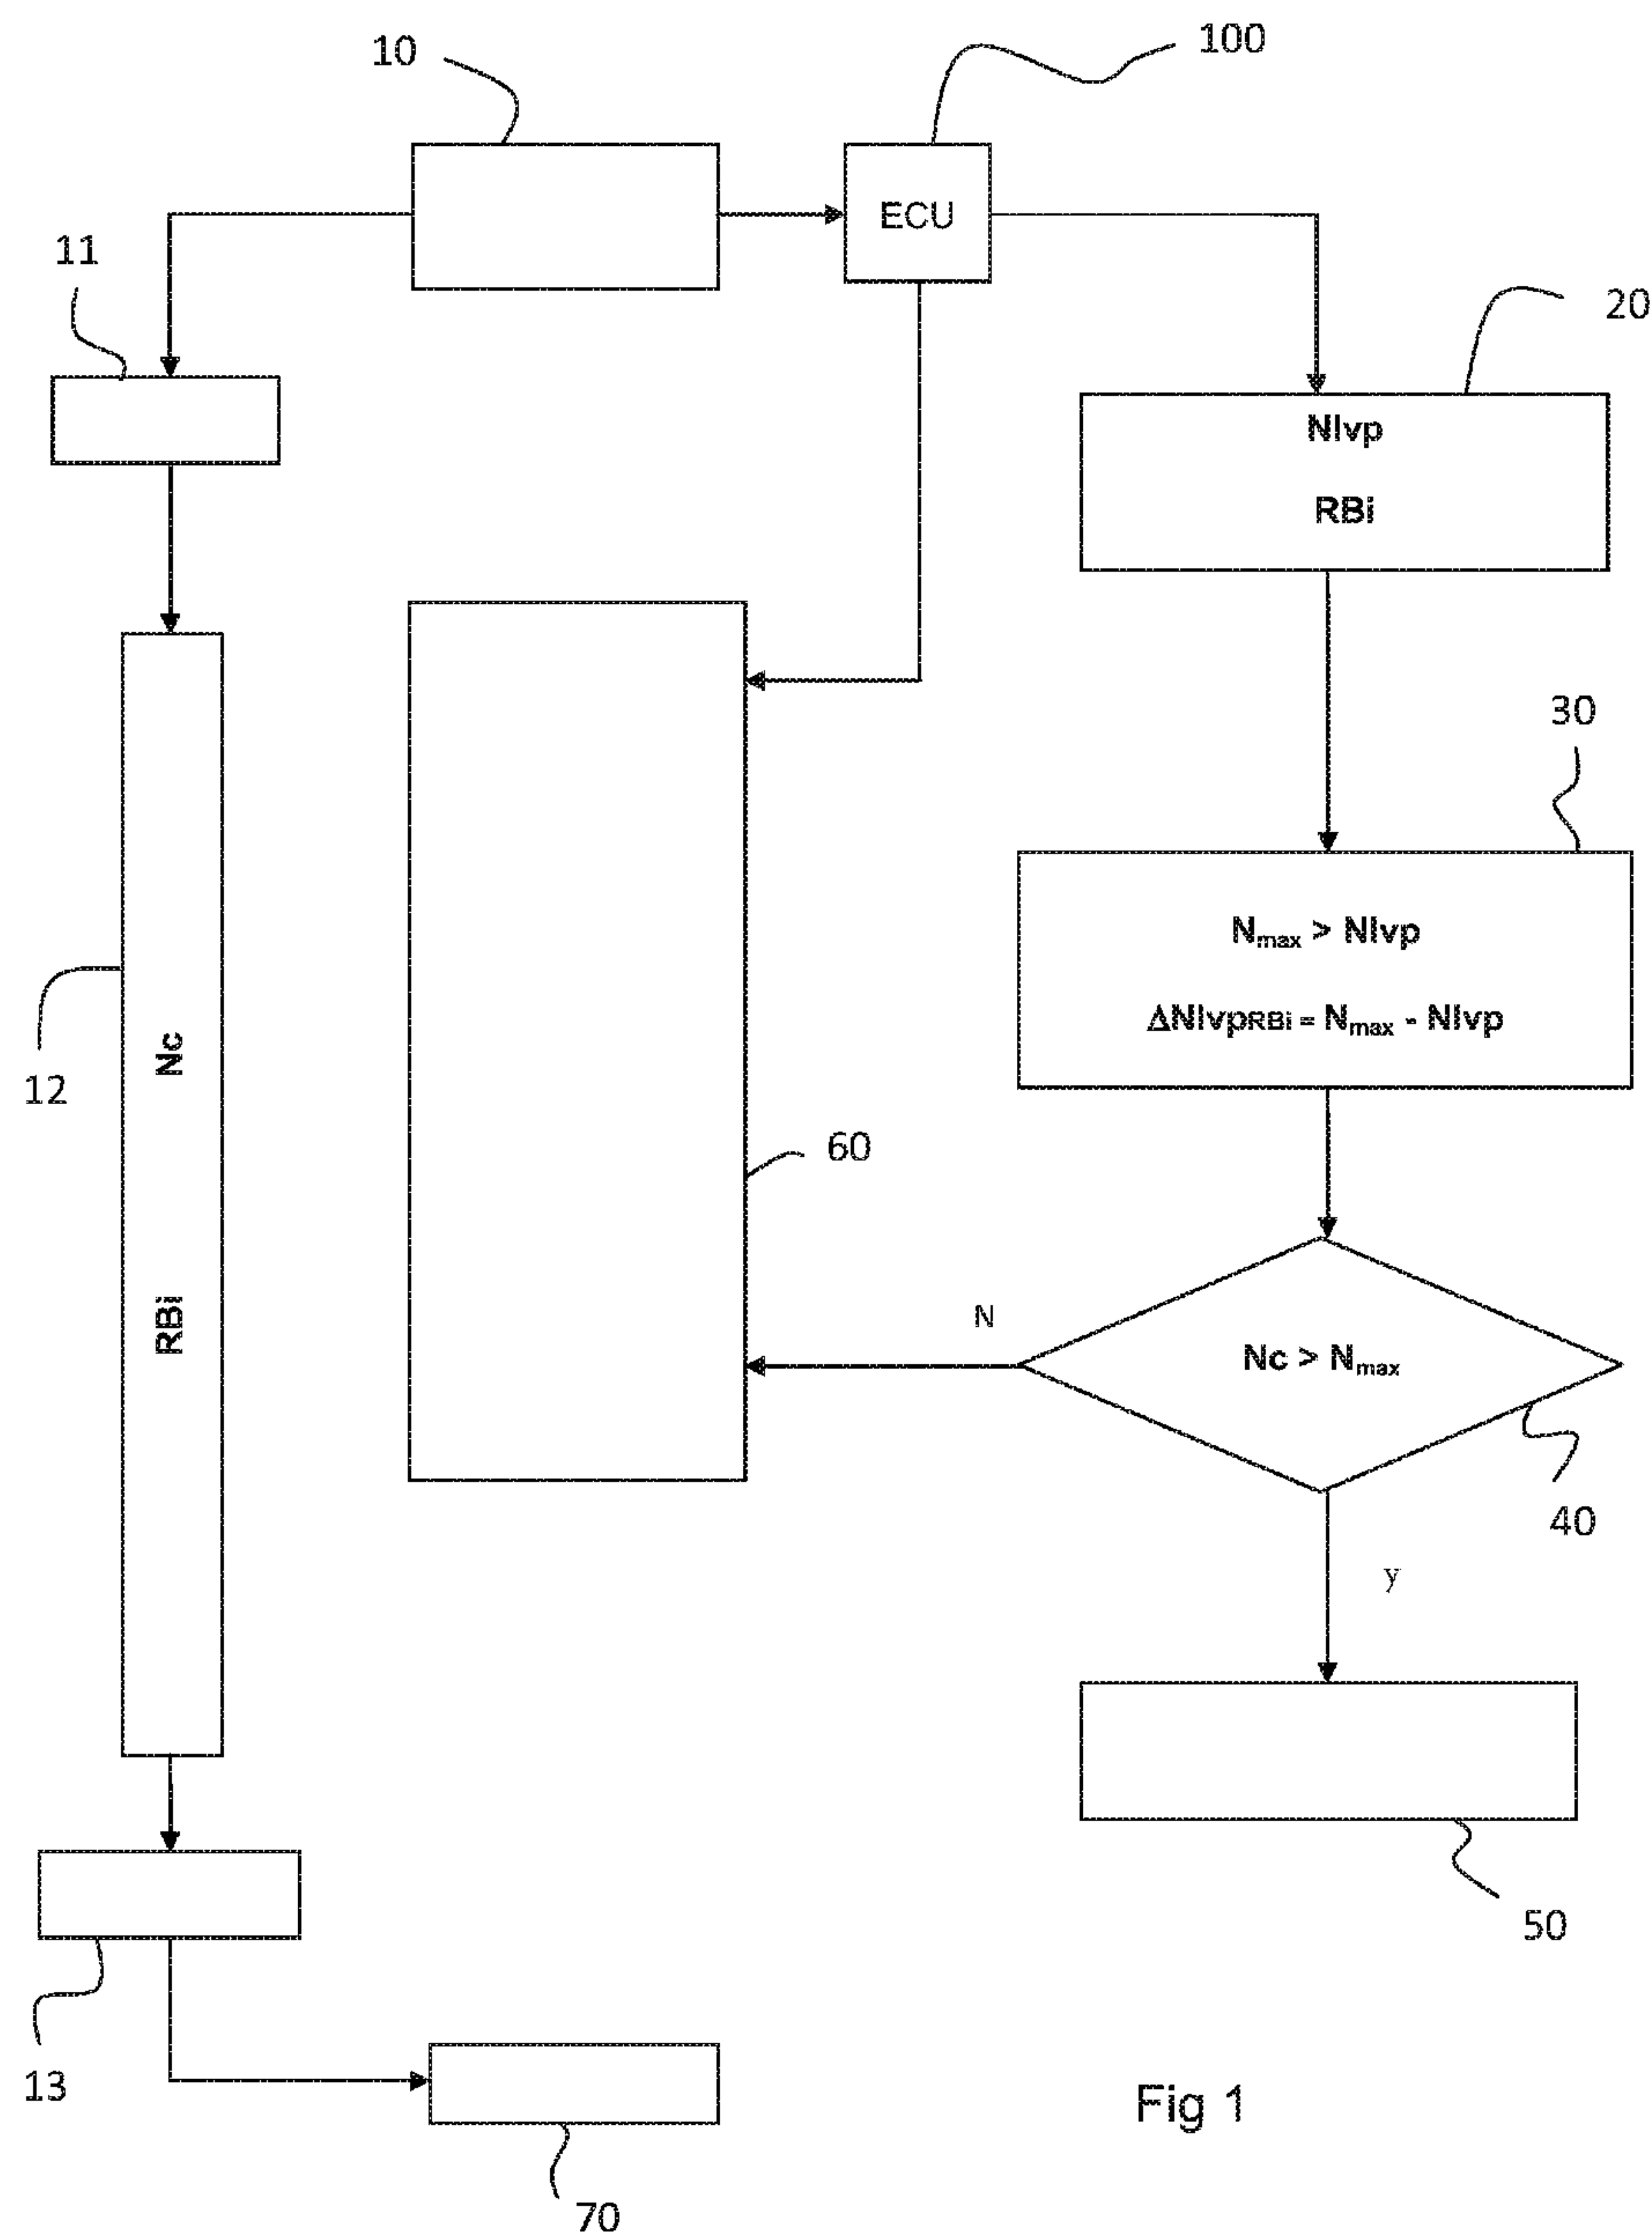 10
100
ECU
11
20
NIvp
RBi
30
Nmax > NIvp
ΔNIvpRBi = Nmax - NIvp
12
Nc
RBi
60
N
Nc > Nmax
40
y
50
13
70
Fig 1